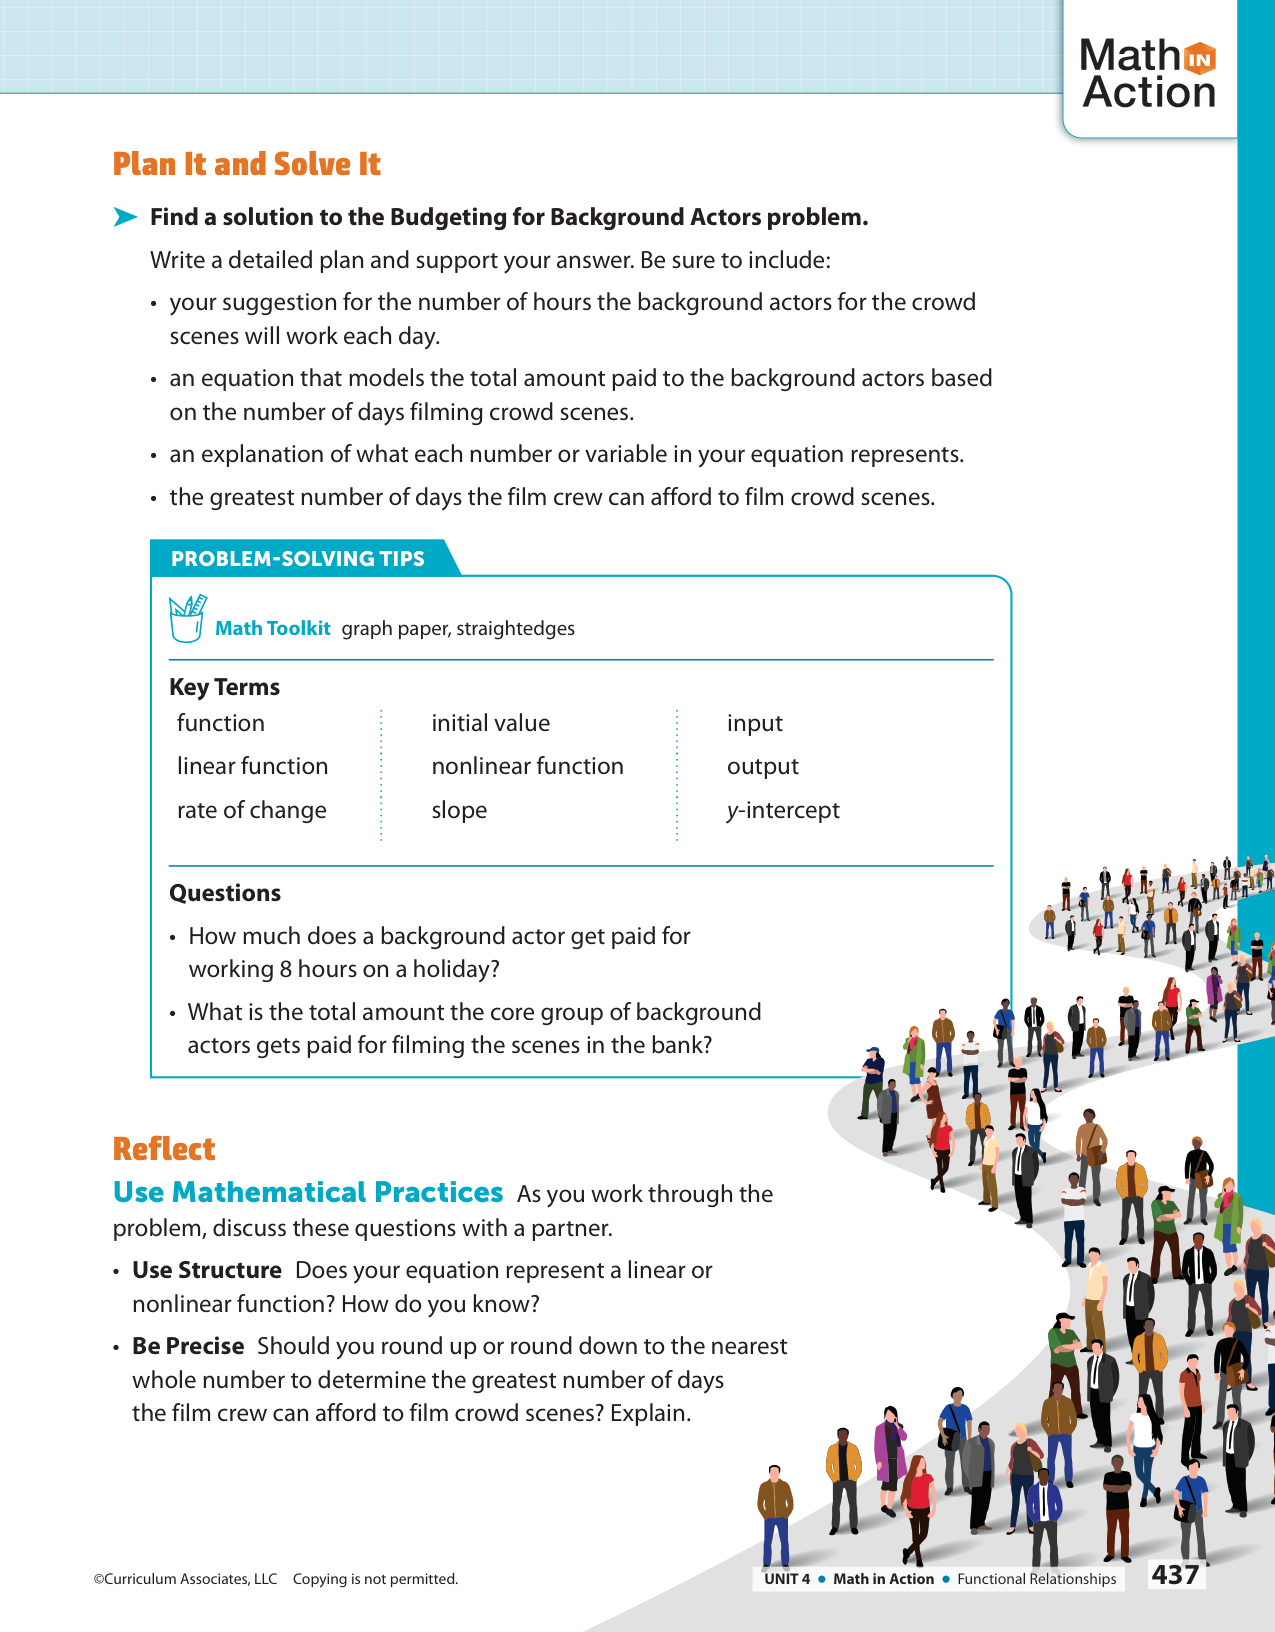 Math IN
Action
Plan It and Solve It
Find a solution to the Budgeting for Background Actors problem.
Write a detailed plan and support your answer. Be sure to include:
• your suggestion for the number of hours the background actors for the crowd
scenes will work each day.
• an equation that models the total amount paid to the background actors based
on the number of days filming crowd scenes.
• an explanation of what each number or variable in your equation represents.
• the greatest number of days the film crew can afford to film crowd scenes.
PROBLEM-SOLVING TIPS
Math Toolkit graph paper, straightedges
Key Terms
function initial value input
linear function nonlinear function output
rate of change slope y-intercept
Questions
• How much does a background actor get paid for
working 8 hours on a holiday?
• What is the total amount the core group of background
actors gets paid for filming the scenes in the bank?
Reflect
Use Mathematical Practices As you work through the
problem, discuss these questions with a partner.
• Use Structure Does your equation represent a linear or
nonlinear function? How do you know?
• Be Precise Should you round up or round down to the nearest
whole number to determine the greatest number of days
the film crew can afford to film crowd scenes? Explain.
©Curriculum Associates, LLC Copying is not permitted.
UNIT 4 • Math in Action • Functional Relationships 437